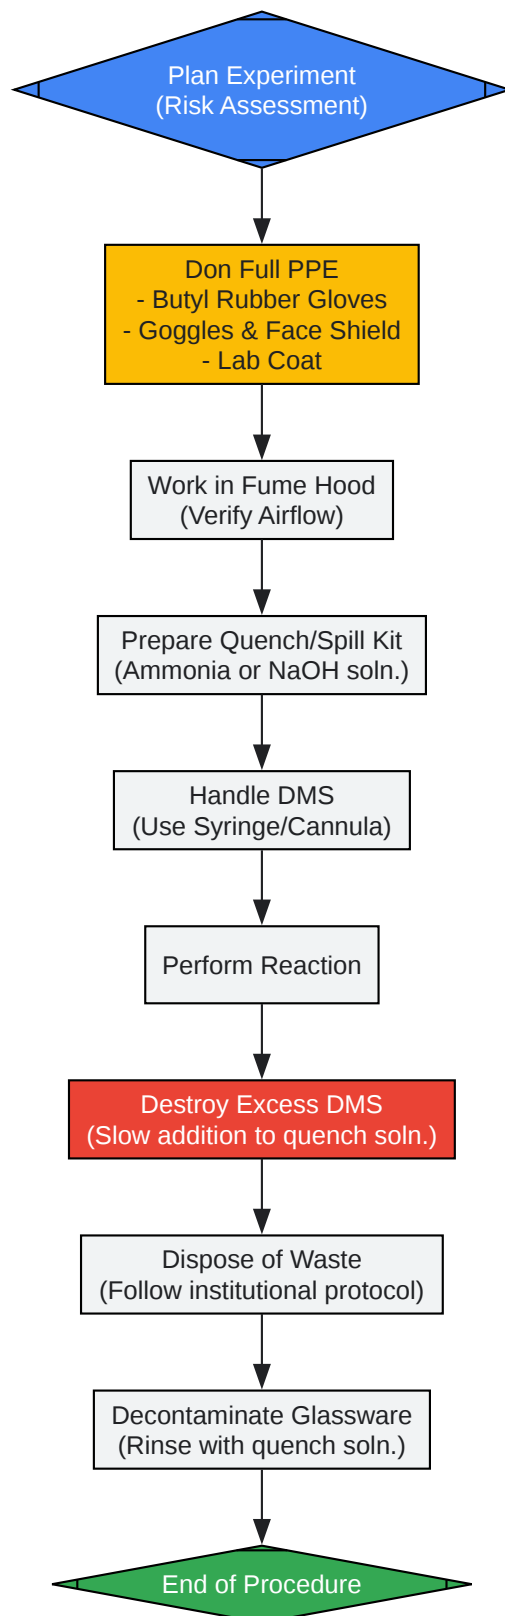 Plan Experiment
(Risk Assessment)
Don Full PPE
- Butyl Rubber Gloves
- Goggles & Face Shield
- Lab Coat
Work in Fume Hood
(Verify Airflow)
Prepare Quench/Spill Kit
(Ammonia or NaOH soln.)
Handle DMS
(Use Syringe/Cannula)
Perform Reaction
Destroy Excess DMS
(Slow addition to quench soln.)
Dispose of Waste
(Follow institutional protocol)
Decontaminate Glassware
(Rinse with quench soln.)
End of Procedure